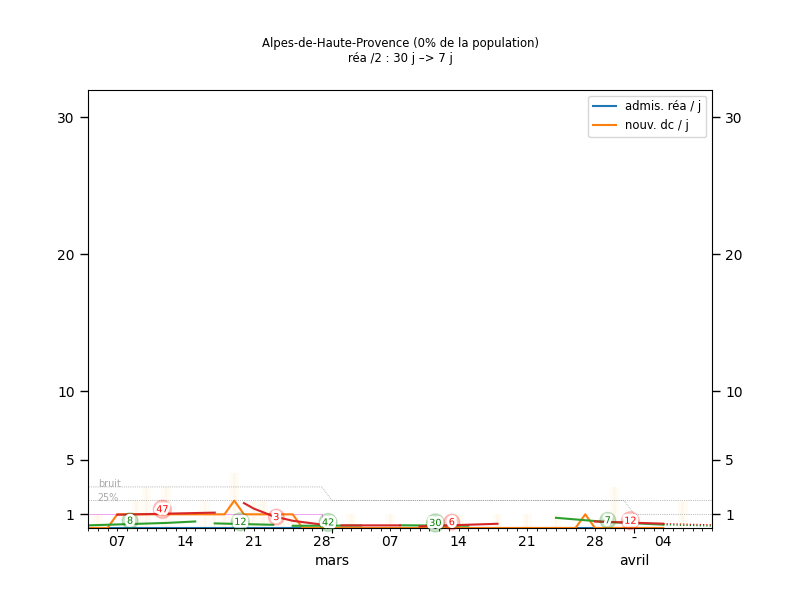 Alpes-de-Haute-Provence (0% de la population)
réa /2 : 30 j –> 7 j
admis. réa / j
nouv. dc / j
30 30
20 20
10 10
5 5
bruit
25%
1 1
47
8 12 3 42 30 6 7 12
07 14 21 28 07 14 21 28 - 04
mars avril